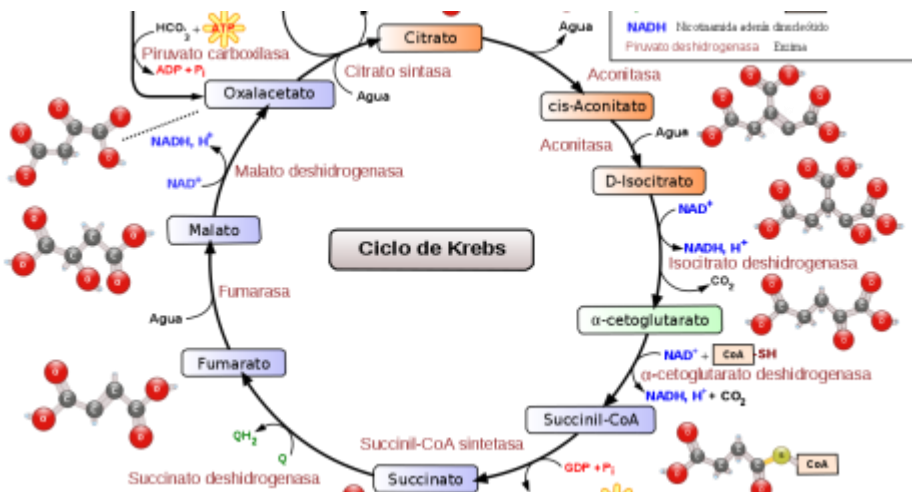 NADH Nicotinamida adenís dinucleótido
Piruvato deshidrogenasa Enzima
HCO3- + ATP
Piruvato carboxilasa
ADP + Pi
Citrato
Agua
Citrato sintasa
Agua
Aconitasa
Oxalacetato
cis-Aconitato
NADH, H+
Malato deshidrogenasa
NAD+
Aconitasa
Agua
D-Isocitrato
NAD+
Malato
Ciclo de Krebs
NADH, H+
Isocitrato deshidrogenasa
CO2
Fumarasa
Agua
α-cetoglutarato
Fumarato
NAD+ + CoA-SH
α-cetoglutarato deshidrogenasa
NADH, H+ + CO2
Succinil-CoA
QH2
Q
Succinil-CoA sintetasa
Succinato deshidrogenasa
Succinato
GDP + Pi
CoA